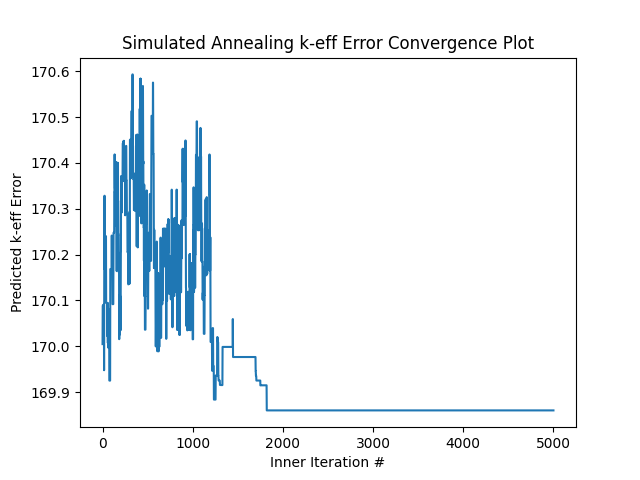 Simulated Annealing k-eff Error Convergence Plot
170.6
170.5
170.4
170.3
170.2
170.1
170.0
169.9
Predicted k-eff Error
0 1000 2000 3000 4000 5000
Inner Iteration #